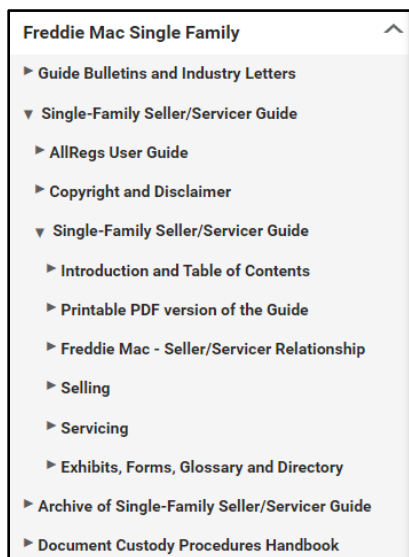 Freddie Mac Single Family
Guide Bulletins and Industry Letters
Single-Family Seller/Servicer Guide
AllRegs User Guide
Copyright and Disclaimer
Single-Family Seller/Servicer Guide
Introduction and Table of Contents
Printable PDF version of the Guide
Freddie Mac - Seller/Servicer Relationship
Selling
Servicing
Exhibits, Forms, Glossary and Directory
Archive of Single-Family Seller/Servicer Guide
Document Custody Procedures Handbook